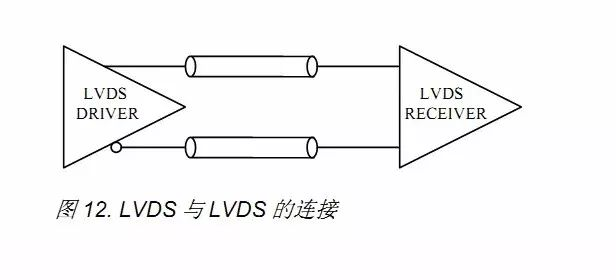 LVDS
DRIVER
LVDS
RECEIVER
图 12. LVDS 与 LVDS 的连接